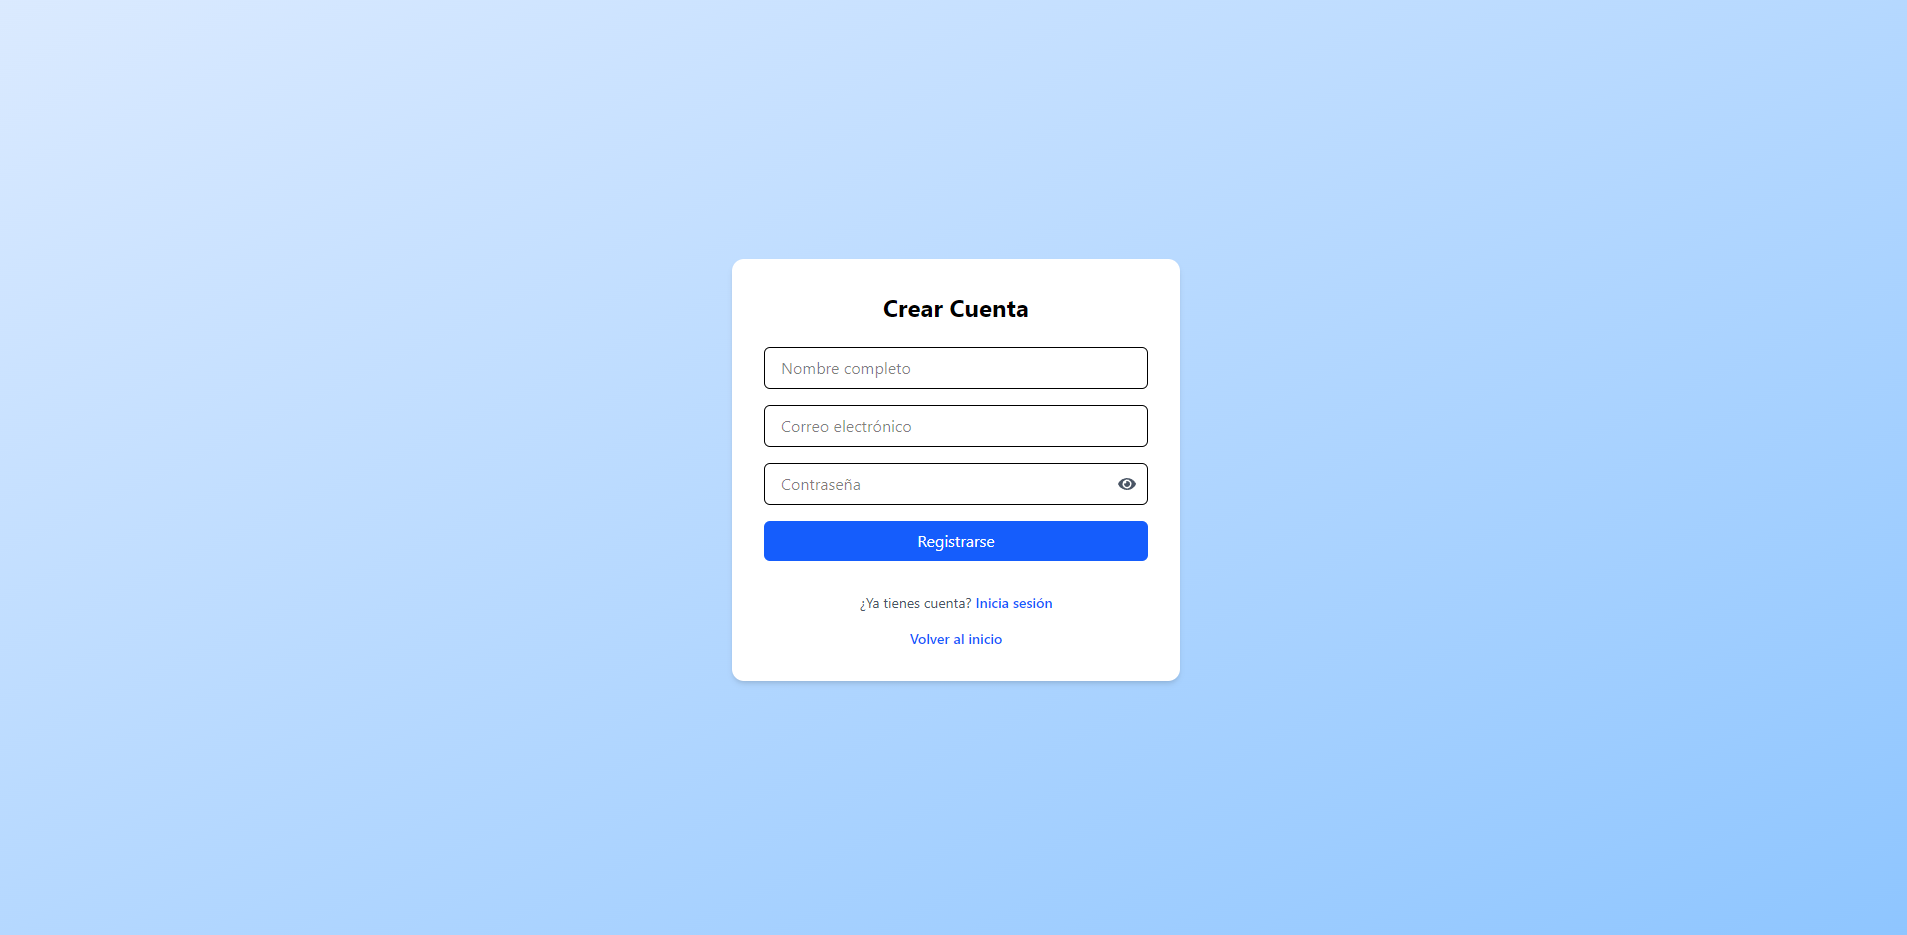 Crear Cuenta
Nombre completo
Correo electrónico
Contraseña
Registrarse
¿Ya tienes cuenta? Inicia sesión
Volver al inicio